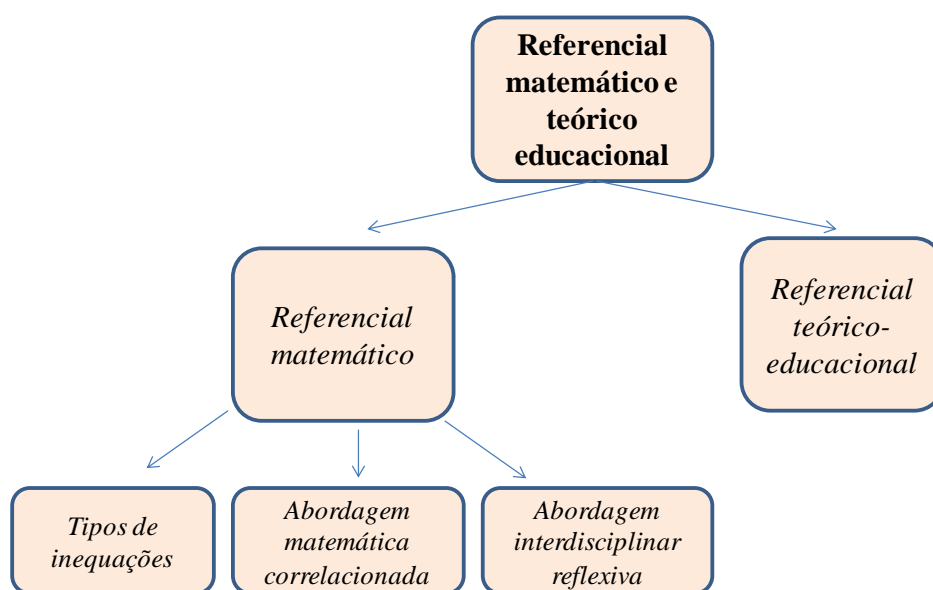 Referencial
matemático e
teórico
educacional
Referencial
matemático
Referencial
teórico-
educacional
Tipos de
inequações
Abordagem
matemática
correlacionada
Abordagem
interdisciplinar
reflexiva